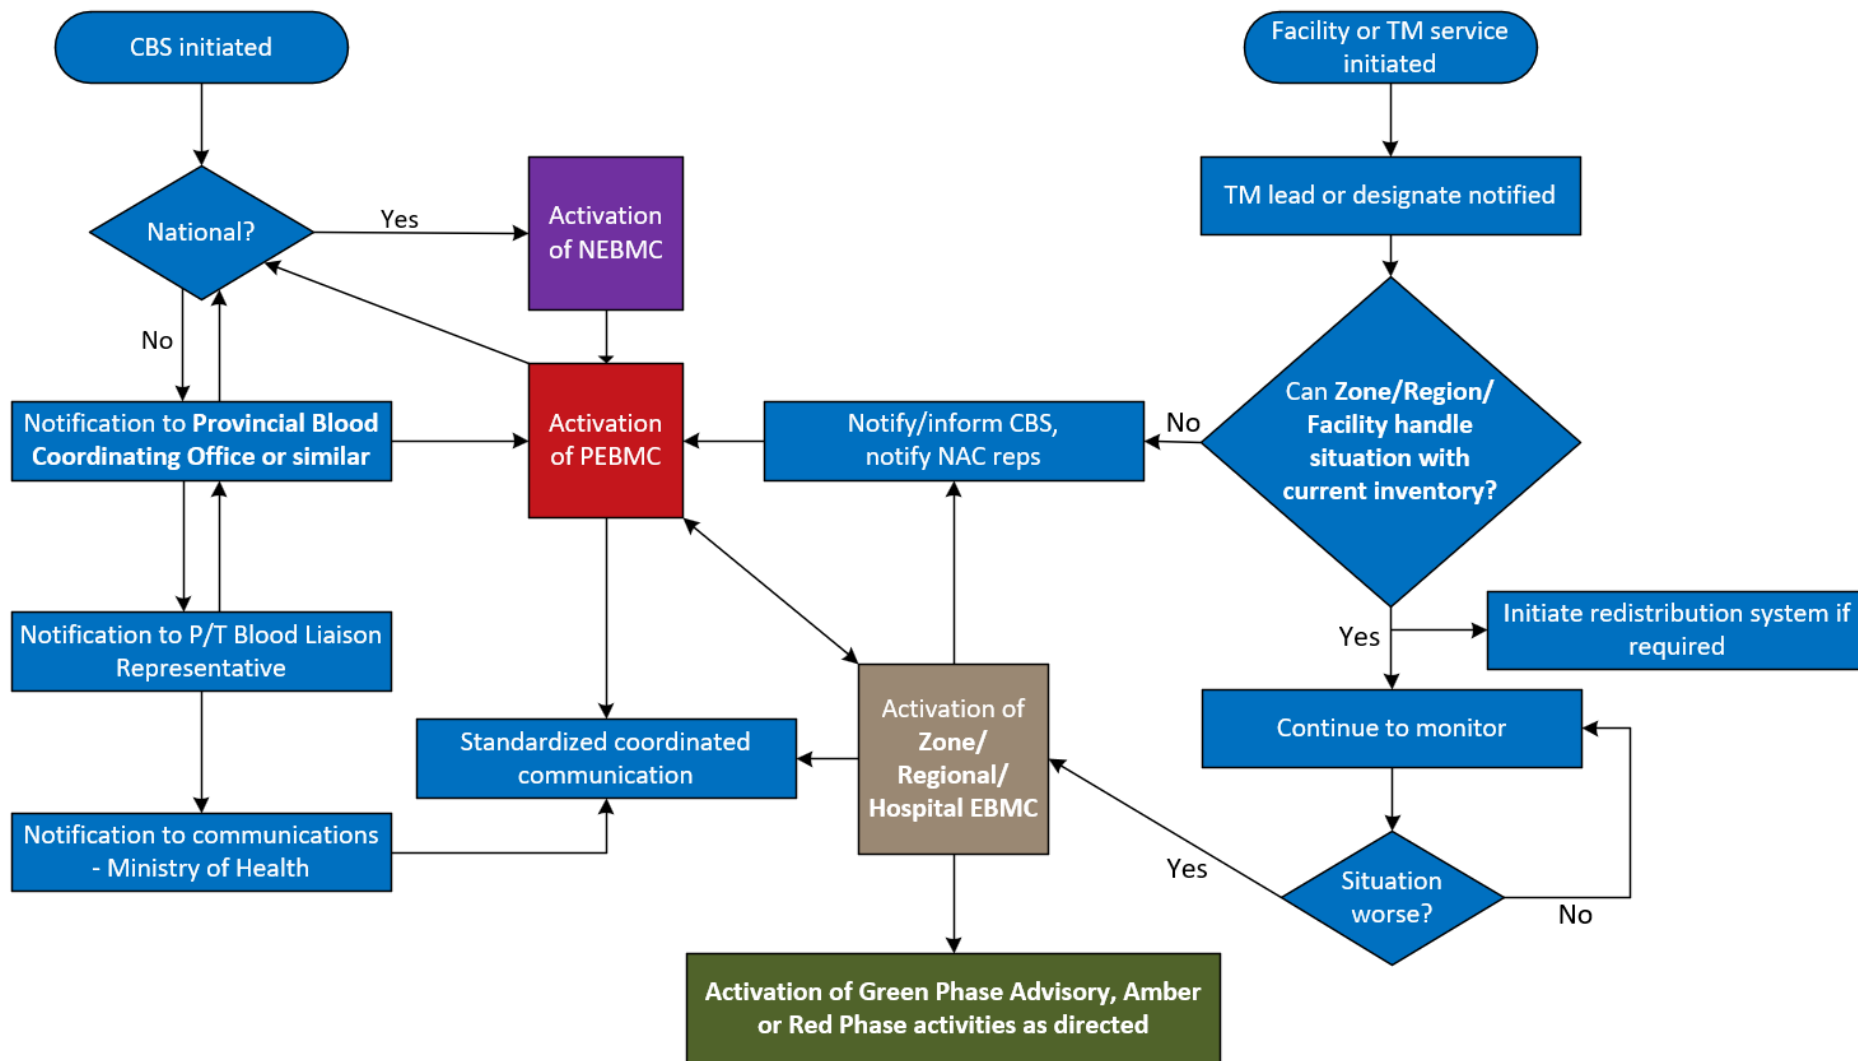 CBS initiated
Facility or TM service
initiated
TM lead or designate notified
National?
Yes
Activation
of NEBMC
No
Notification to Provincial Blood
Coordinating Office or similar
Activation
of PEBMC
Notify/inform CBS,
notify NAC reps
No
Can Zone/Region/
Facility handle
situation with
current inventory?
Notification to P/T Blood Liaison
Representative
Yes
Initiate redistribution system if
required
Standardized coordinated
communication
Activation of
Zone/
Regional/
Hospital EBMC
Continue to monitor
Notification to communications
- Ministry of Health
Yes
Situation
worse?
No
Activation of Green Phase Advisory, Amber
or Red Phase activities as directed